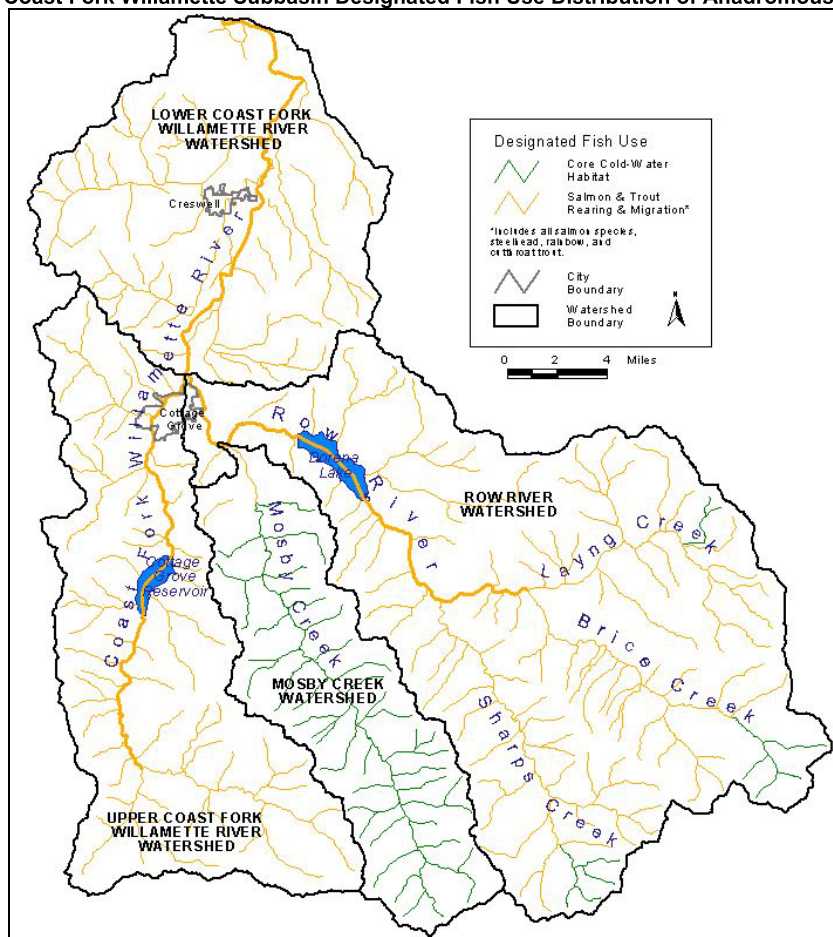 Coast Fork Willamette Subbasin Designated Fish Use Distribution of Anadromous
LOWER COAST FORK
WILLAMETTE RIVER
WATERSHED
Designated Fish Use
Core Cold-Water
Habitat
Salmon & Trout
Rearing & Migration*
*Includes all salmon species,
steelhead, rainbow, and
cutthroat trout.
City
Boundary
Watershed
Boundary
N
0 2 4 Miles
Creswell
Coast Fork Willamette River
Cottage
Grove
Row River
Dorena
Lake
ROW RIVER
WATERSHED
Layng Creek
Mosby Creek
Cottage
Grove
Reservoir
Brice Creek
MOSBY CREEK
WATERSHED
Sharps Creek
UPPER COAST FORK
WILLAMETTE RIVER
WATERSHED